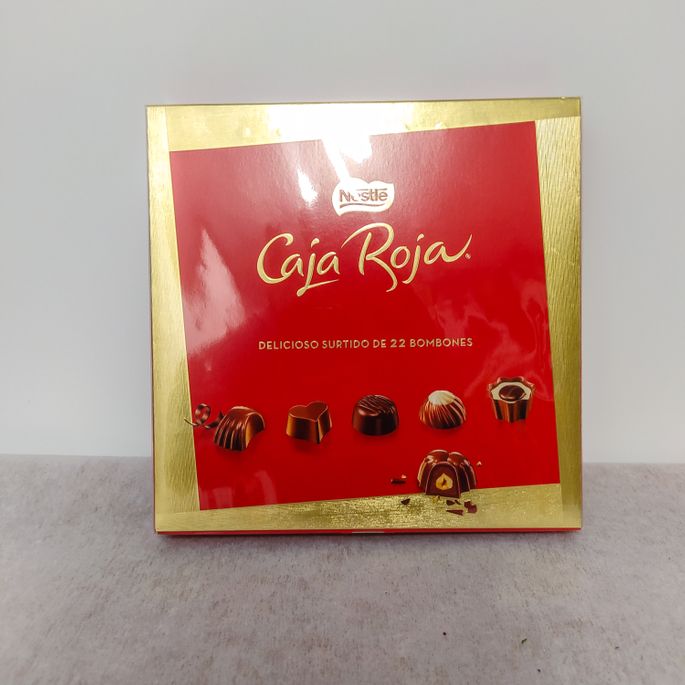 Nestlé
Caja Roja®
DELICIOSO SURTIDO DE 22 BOMBONES